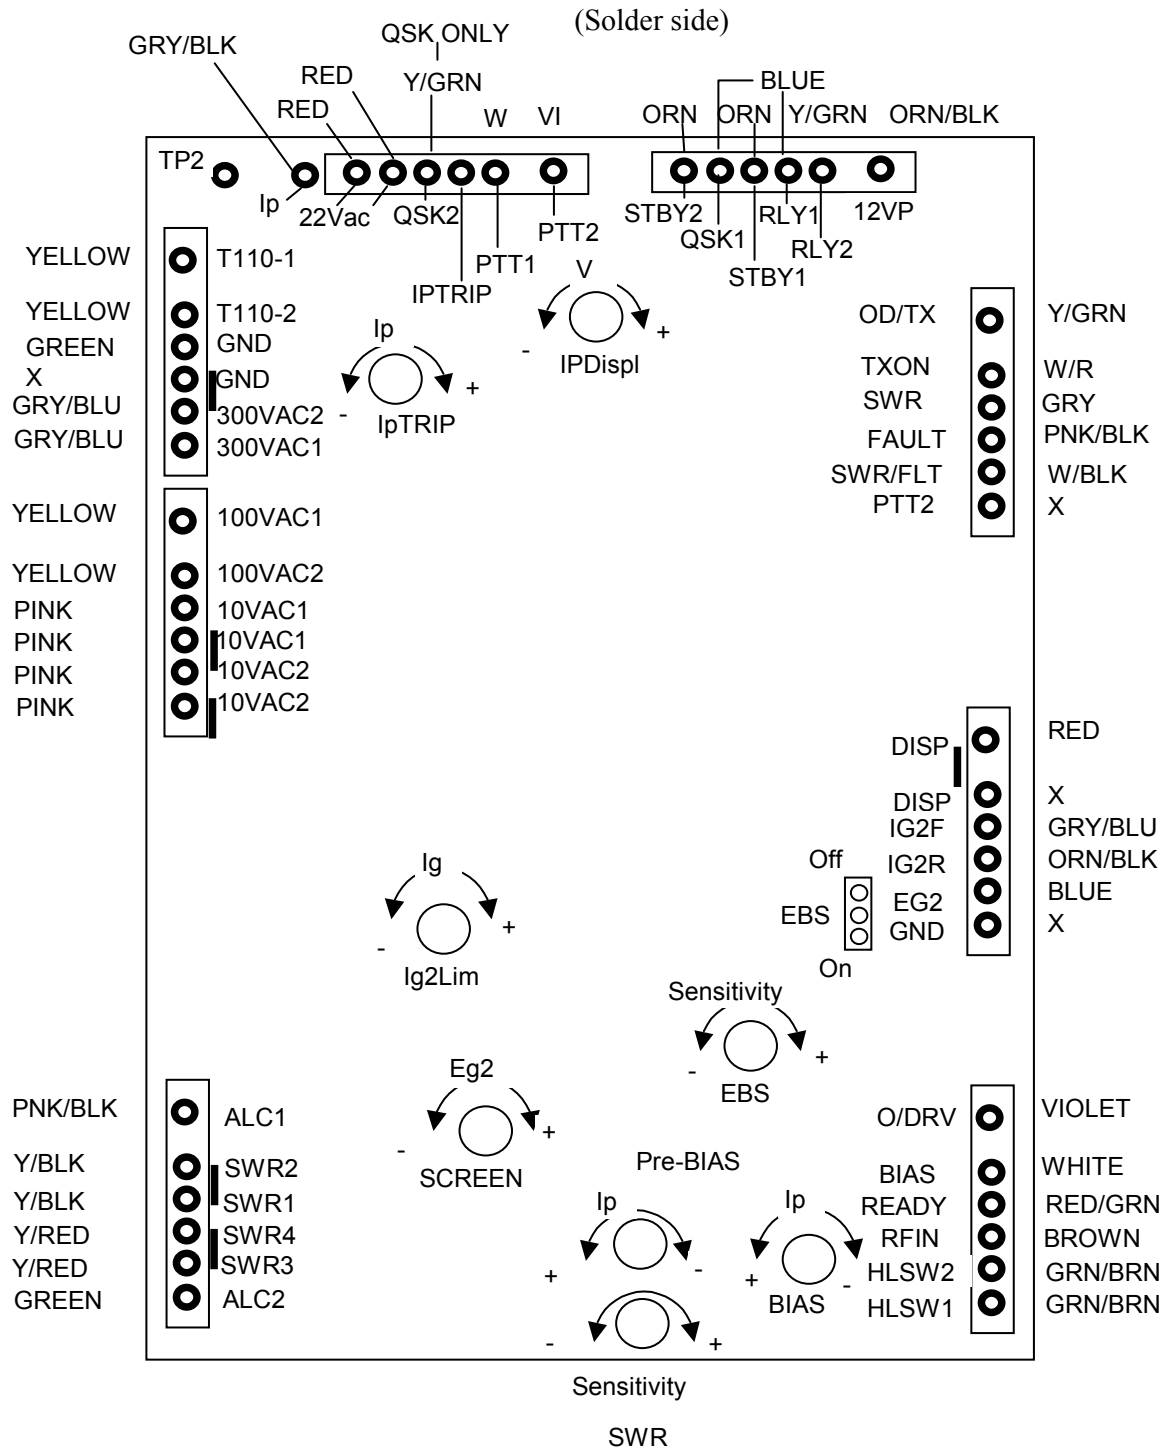 (Solder side)
QSK ONLY
GRY/BLK
RED
Y/GRN
BLUE
RED
W
VI
ORN
ORN
Y/GRN
ORN/BLK
TP2
Ip
22Vac
QSK2
PTT1
PTT2
IPTRIP
STBY2
QSK1
STBY1
RLY1
RLY2
12VP
YELLOW
T110-1
YELLOW
T110-2
GREEN
GND
X
GND
GRY/BLU
300VAC2
GRY/BLU
300VAC1
V
-
+
IPDispl
Ip
-
+
IpTRIP
OD/TX
Y/GRN
TXON
W/R
SWR
GRY
FAULT
PNK/BLK
SWR/FLT
W/BLK
PTT2
X
YELLOW
100VAC1
YELLOW
100VAC2
PINK
10VAC1
PINK
10VAC1
PINK
10VAC2
PINK
10VAC2
DISP
RED
DISP
X
IG2F
GRY/BLU
IG2R
ORN/BLK
EG2
BLUE
GND
X
Off
EBS
On
Ig
-
+
Ig2Lim
Sensitivity
-
+
EBS
Eg2
-
+
SCREEN
PNK/BLK
ALC1
Y/BLK
SWR2
Y/BLK
SWR1
Y/RED
SWR4
Y/RED
SWR3
GREEN
ALC2
Pre-BIAS
Ip
+
-
Ip
+
-
BIAS
O/DRV
VIOLET
BIAS
WHITE
READY
RED/GRN
RFIN
BROWN
HLSW2
GRN/BRN
HLSW1
GRN/BRN
-
+
Sensitivity
SWR